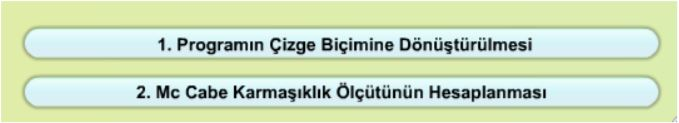 1. Programın Çizge Biçimine Dönüştürülmesi
2. Mc Cabe Karmaşıklık Ölçütünün Hesaplanması